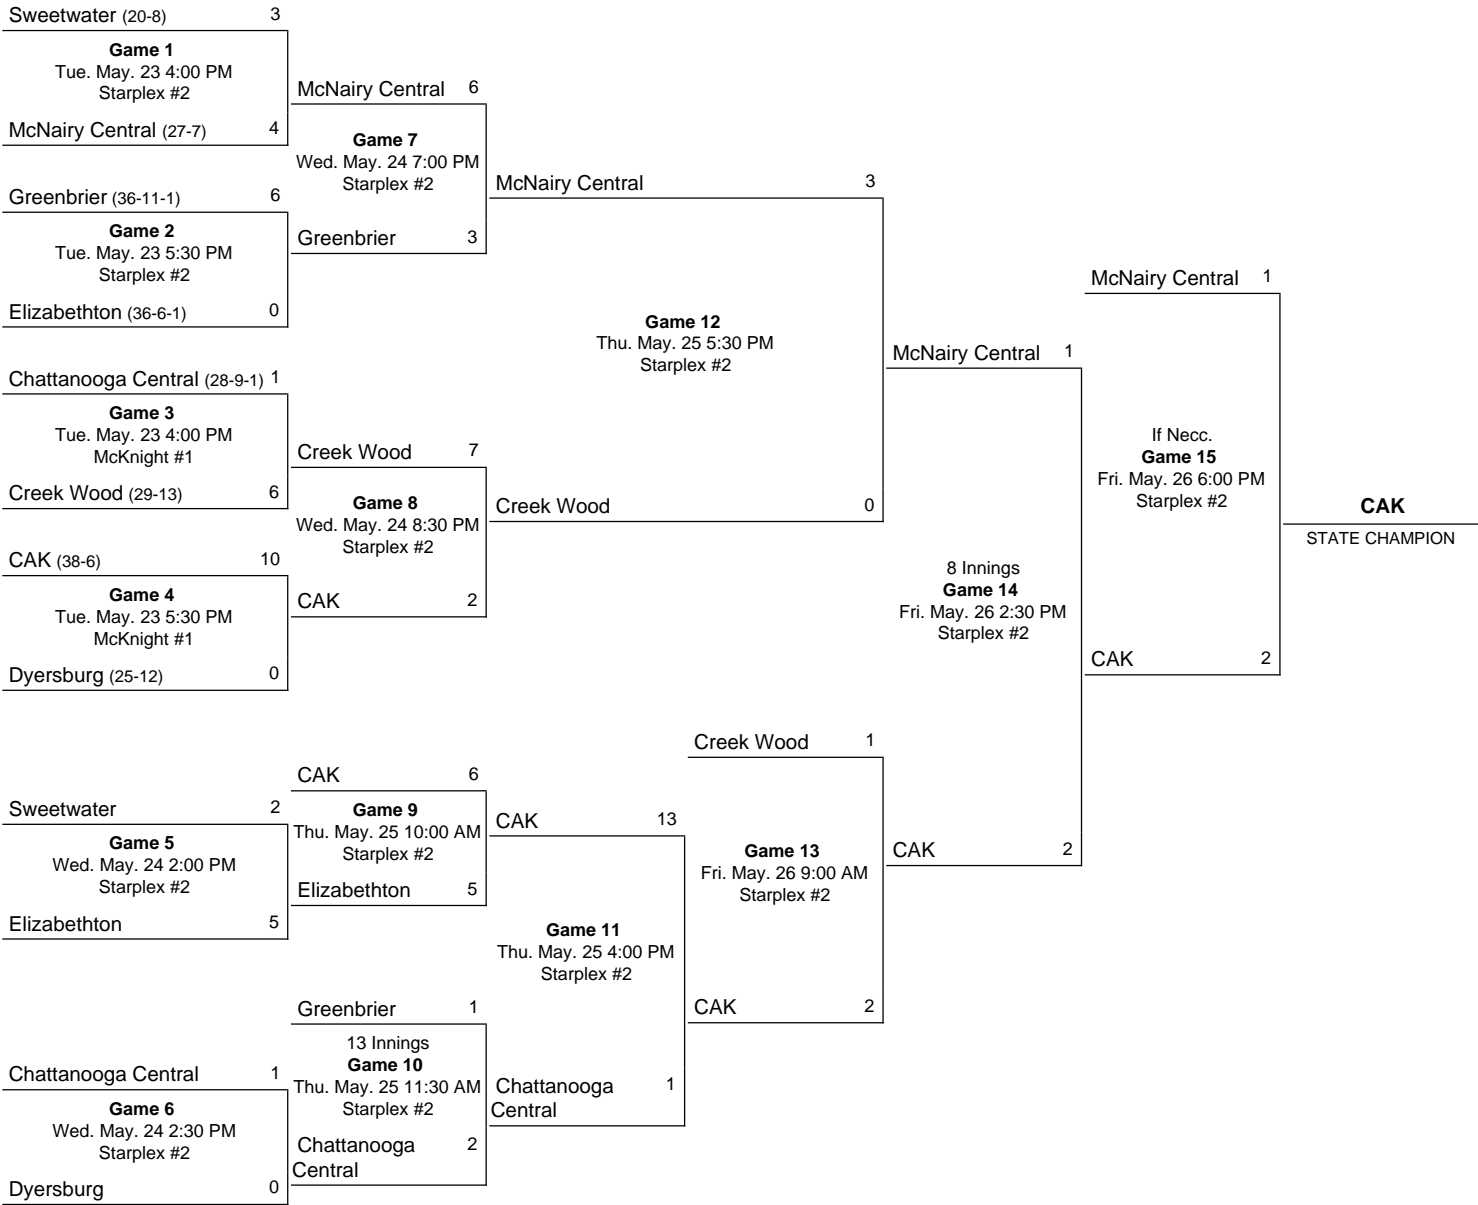 Sweetwater (20-8) 3
Game 1
Tue. May. 23 4:00 PM
Starplex #2
McNairy Central (27-7) 4
Greenbrier (36-11-1) 6
Game 2
Tue. May. 23 5:30 PM
Starplex #2
Elizabethton (36-6-1) 0
Chattanooga Central (28-9-1) 1
Game 3
Tue. May. 23 4:00 PM
McKnight #1
Creek Wood (29-13) 6
CAK (38-6) 10
Game 4
Tue. May. 23 5:30 PM
McKnight #1
Dyersburg (25-12) 0
McNairy Central 6
Game 7
Wed. May. 24 7:00 PM
Starplex #2
Greenbrier 3
Creek Wood 7
Game 8
Wed. May. 24 8:30 PM
Starplex #2
CAK 2
McNairy Central 3
Game 12
Thu. May. 25 5:30 PM
Starplex #2
Creek Wood 0
Sweetwater 2
Game 5
Wed. May. 24 2:00 PM
Starplex #2
Elizabethton 5
Chattanooga Central 1
Game 6
Wed. May. 24 2:30 PM
Starplex #2
Dyersburg 0
CAK 6
Game 9
Thu. May. 25 10:00 AM
Starplex #2
Elizabethton 5
Greenbrier 1
13 Innings
Game 10
Thu. May. 25 11:30 AM
Starplex #2
Chattanooga 2
Central
CAK 13
Game 11
Thu. May. 25 4:00 PM
Starplex #2
Chattanooga 1
Central
Creek Wood 1
Game 13
Fri. May. 26 9:00 AM
Starplex #2
CAK 2
McNairy Central 1
8 Innings
Game 14
Fri. May. 26 2:30 PM
Starplex #2
CAK 2
McNairy Central 1
If Necc.
Game 15
Fri. May. 26 6:00 PM
Starplex #2
CAK 2
CAK
STATE CHAMPION